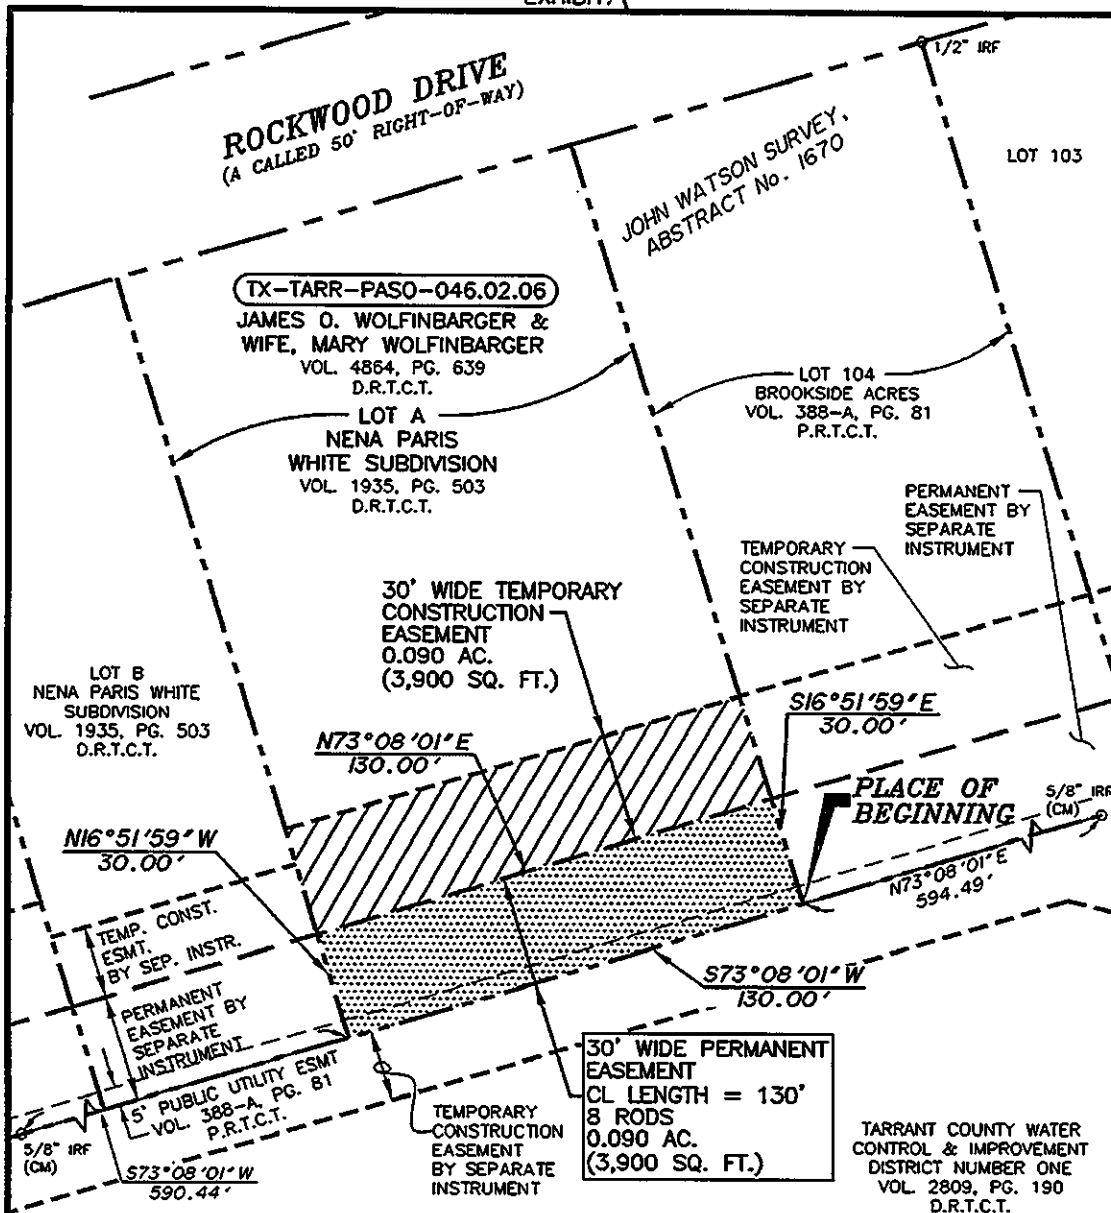 EXHIBIT
ROCKWOOD DRIVE
(A CALLED 50' RIGHT-OF-WAY)
1/2" IRF
LOT 103
JOHN WATSON SURVEY,
ABSTRACT No. 1670
TX-TARR-PASO-046.02.06
JAMES O. WOLFINBARGER &
WIFE, MARY WOLFINBARGER
VOL. 4864, PG. 639
D.R.T.C.T.
LOT A
NENA PARIS
WHITE SUBDIVISION
VOL. 1935, PG. 503
D.R.T.C.T.
LOT 104
BROOKSIDE ACRES
VOL. 388-A, PG. 81
P.R.T.C.T.
PERMANENT
EASEMENT BY
SEPARATE
INSTRUMENT
TEMPORARY
CONSTRUCTION
EASEMENT BY
SEPARATE
INSTRUMENT
30' WIDE TEMPORARY
CONSTRUCTION
EASEMENT
0.090 AC.
(3,900 SQ. FT.)
LOT B
NENA PARIS WHITE
SUBDIVISION
VOL. 1935, PG. 503
D.R.T.C.T.
S16°51'59"E
30.00'
N73°08'01"E
130.00'
PLACE OF
BEGINNING
5/8" IRF
(CM)
N16°51'59"W
30.00'
N73°08'01"E
594.49'
TEMP. CONST.
ESMT.
BY SEP. INSTR.
S73°08'01"W
130.00'
PERMANENT
EASEMENT BY
SEPARATE
INSTRUMENT
30' WIDE PERMANENT
EASEMENT
CL LENGTH = 130'
8 RODS
0.090 AC.
(3,900 SQ. FT.)
5' PUBLIC UTILITY ESMT
VOL. 388-A, PG. 81
P.R.T.C.T.
TEMPORARY
CONSTRUCTION
EASEMENT
BY SEPARATE
INSTRUMENT
TARRANT COUNTY WATER
CONTROL & IMPROVEMENT
DISTRICT NUMBER ONE
VOL. 2809, PG. 190
D.R.T.C.T.
5/8" IRF
(CM)
S73°08'01"W
590.44'